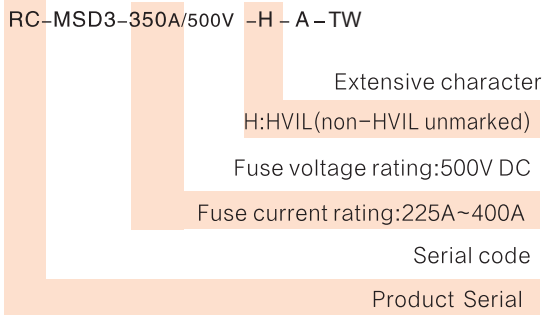 RC-MSD3-350A/500V -H - A - TW
Extensive character
H:HVIL(non-HVIL unmarked)
Fuse voltage rating:500V DC
Fuse current rating:225A~400A
Serial code
Product Serial